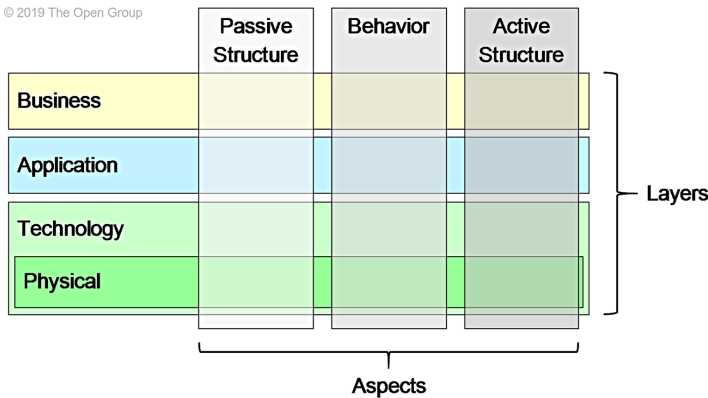 © 2019 The Open Group
Passive
Structure
Behavior
Active
Structure
Business
Application
Technology
Physical
Layers
Aspects